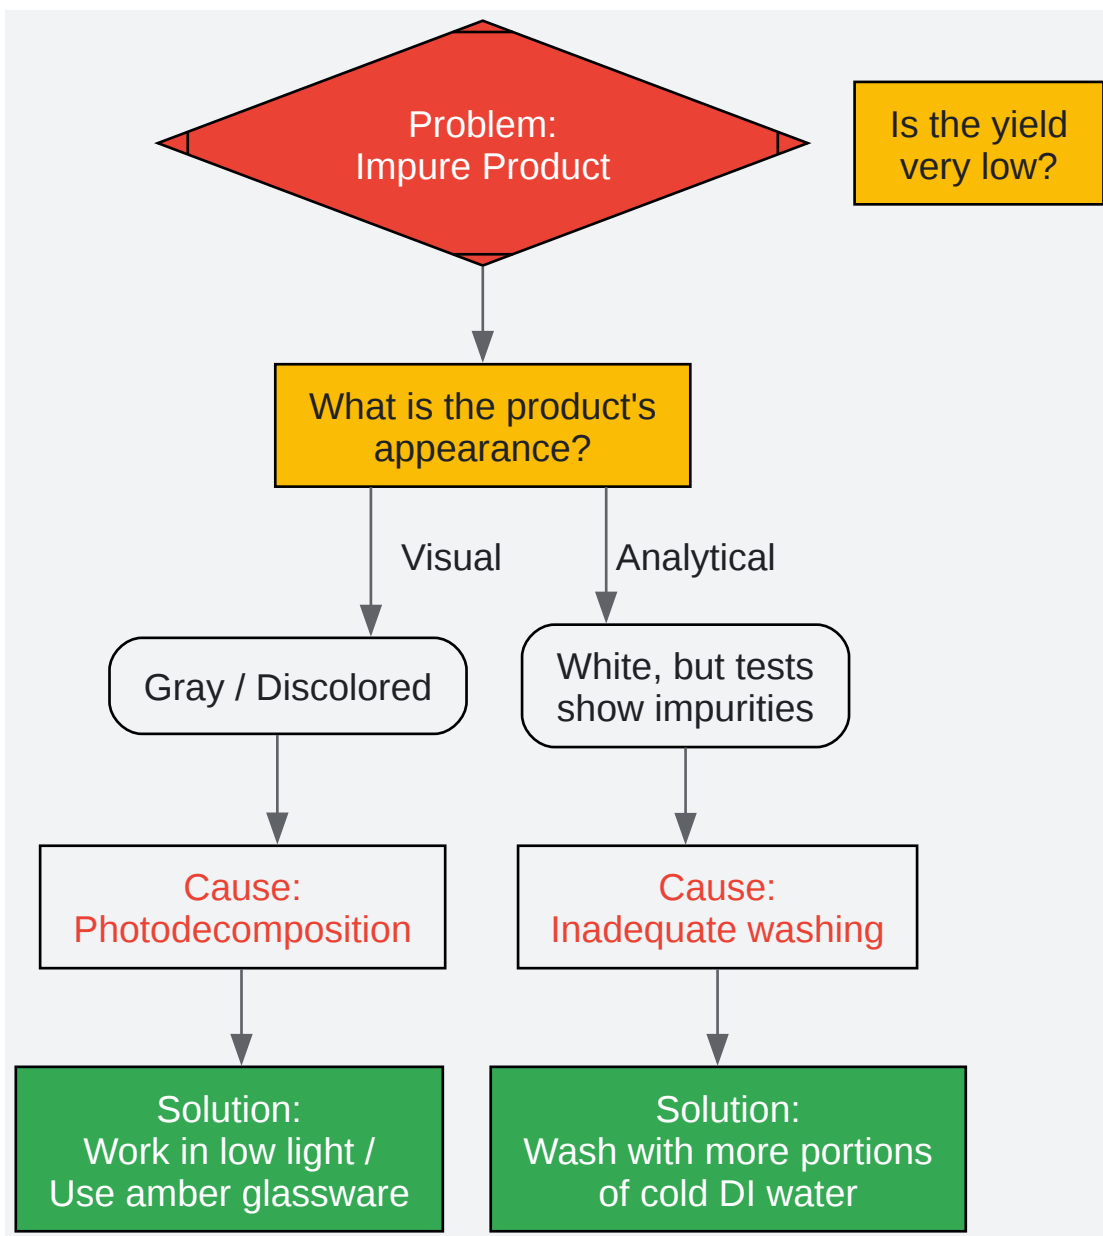 Problem:
Impure Product
Is the yield
very low?
What is the product's
appearance?
Visual
Analytical
Gray / Discolored
White, but tests
show impurities
Cause:
Photodecomposition
Cause:
Inadequate washing
Solution:
Work in low light /
Use amber glassware
Solution:
Wash with more portions
of cold DI water